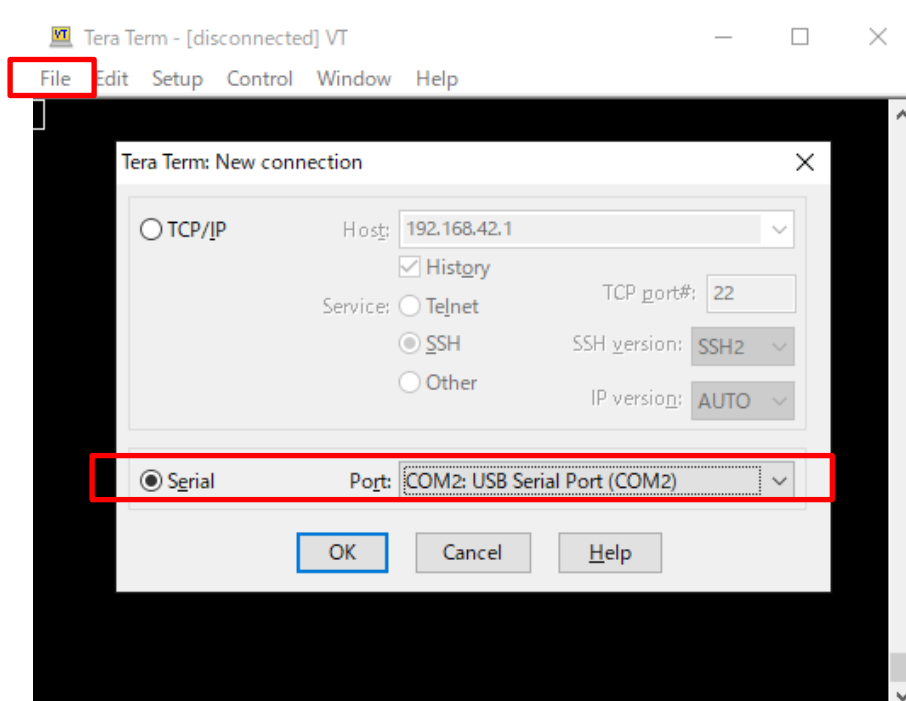 VT Tera Term - [disconnected] VT
File Edit Setup Control Window Help
Tera Term: New connection
TCP/IP Host: 192.168.42.1
History
Service: Telnet TCP port#: 22
SSH SSH version: SSH2
Other IP version: AUTO
Serial Port: COM2: USB Serial Port (COM2)
OK Cancel Help